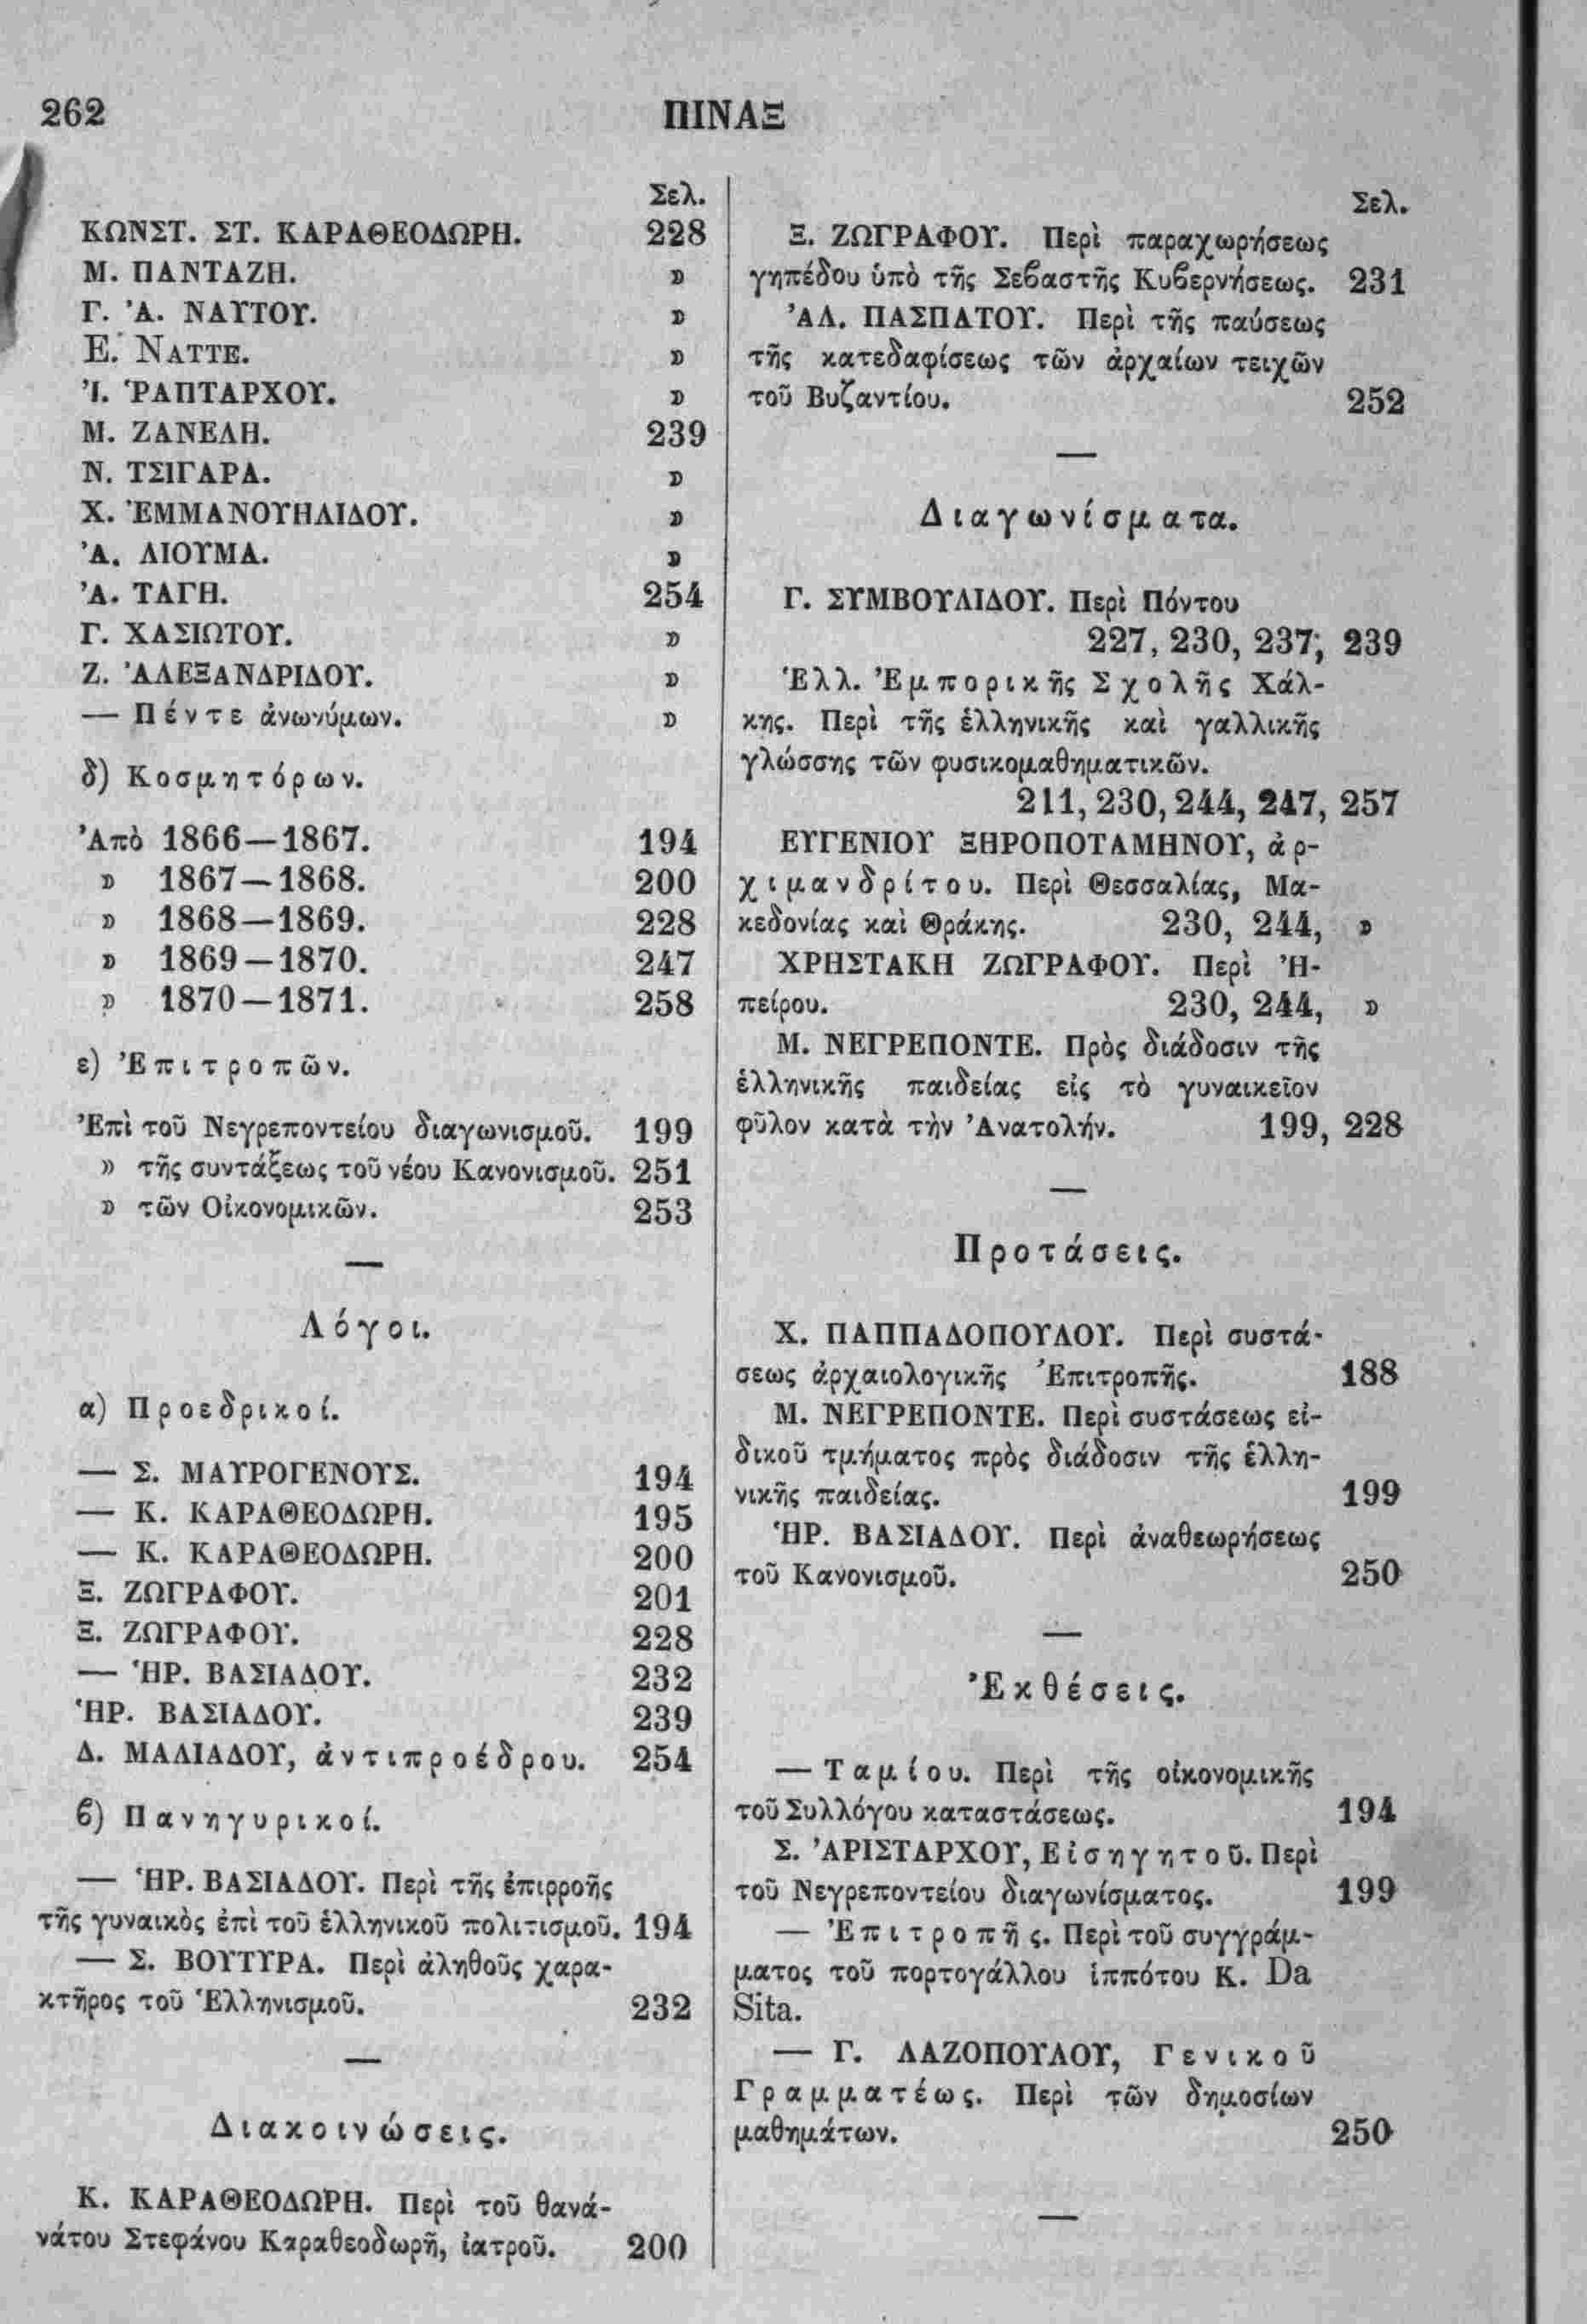 262
ΠΙΝΑΞ
Σελ.
ΚΩΝΣΤ. ΣΤ. ΚΑΡΑΘΕΟΔΩΡΗ. 228
Μ. ΠΑΝΤΑΖΗ. »
Γ. Ἀ. ΝΑΥΤΟΥ. »
E. NATTE. »
Ἰ. ῬΑΠΤΑΡΧΟΥ. »
Μ. ΖΑΝΕΛΗ. 239
Ν. ΤΣΙΓΑΡΑ. »
Χ. ἘΜΜΑΝΟΥΗΛΙΔΟΥ. »
Ἀ. ΛΙΟΥΜΑ. »
Ἀ. ΤΑΓΗ. 254
Γ. ΧΑΣΙΩΤΟΥ. »
Ζ. ἈΛΕΞΑΝΔΡΙΔΟΥ. »
— Πέντε ἀνωνύμων. »
δ) Κοσμητόρων.
Ἀπὸ 1866—1867. 194
» 1867—1868. 200
» 1868—1869. 228
» 1869—1870. 247
» 1870—1871. 258
ε) Ἐπιτροπῶν.
Ἐπὶ τοῦ Νεγρεποντείου διαγωνισμοῦ. 199
» τῆς συντάξεως τοῦ νέου Κανονισμοῦ. 251
» τῶν Οἰκονομικῶν. 253
—
Λόγοι.
α) Προεδρικοί.
— Σ. ΜΑΥΡΟΓΕΝΟΥΣ. 194
— Κ. ΚΑΡΑΘΕΟΔΩΡΗ. 195
— Κ. ΚΑΡΑΘΕΟΔΩΡΗ. 200
Ξ. ΖΩΓΡΑΦΟΥ. 201
Ξ. ΖΩΓΡΑΦΟΥ. 228
— ἩΡ. ΒΑΣΙΑΔΟΥ. 232
ἩΡ. ΒΑΣΙΑΔΟΥ. 239
Δ. ΜΑΛΙΑΔΟΥ, ἀντιπροέδρου. 254
ϐ) Πανηγυρικοί.
— ἩΡ. ΒΑΣΙΑΔΟΥ. Περὶ τῆς ἐπιρροῆς
τῆς γυναικὸς ἐπὶ τοῦ ἑλληνικοῦ πολιτισμοῦ. 194
— Σ. ΒΟΥΤΥΡΑ. Περὶ ἀληθοῦς χαρα-
κτῆρος τοῦ Ἑλληνισμοῦ. 232
—
Διακοινώσεις.
Κ. ΚΑΡΑΘΕΟΔΩΡΗ. Περὶ τοῦ θανά-
νάτου Στεφάνου Καραθεοδωρῆ, ἰατροῦ. 200
Σελ.
Ξ. ΖΩΓΡΑΦΟΥ. Περὶ παραχωρήσεως
γηπέδου ὑπὸ τῆς Σεϐαστῆς Κυϐερνήσεως. 231
ἈΛ. ΠΑΣΠΑΤΟΥ. Περὶ τῆς παύσεως
τῆς κατεδαφίσεως τῶν ἀρχαίων τειχῶν
τοῦ Βυζαντίου. 252
—
Διαγωνίσματα.
Γ. ΣΥΜΒΟΥΛΙΔΟΥ. Περὶ Πόντου
227, 230, 237, 239
Ἑλλ. Ἐμπορικῆς Σχολῆς Χάλ-
κης. Περὶ τῆς ἑλληνικῆς καὶ γαλλικῆς
γλώσσης τῶν φυσικομαθηματικῶν.
211, 230, 244, 247, 257
ΕΥΓΕΝΙΟΥ ΞΗΡΟΠΟΤΑΜΗΝΟΥ, ἀρ-
χιμανδρίτου. Περὶ Θεσσαλίας, Μα-
κεδονίας καὶ Θράκης. 230, 244, »
ΧΡΗΣΤΑΚΗ ΖΩΓΡΑΦΟΥ. Περὶ Ἠ-
πείρου. 230, 244, »
Μ. ΝΕΓΡΕΠΟΝΤΕ. Πρὸς διάδοσιν τῆς
ἑλληνικῆς παιδείας εἰς τὸ γυναικεῖον
φῦλον κατὰ τὴν Ἀνατολήν. 199, 228
—
Προτάσεις.
Χ. ΠΑΠΠΑΔΟΠΟΥΛΟΥ. Περὶ συστά-
σεως ἀρχαιολογικῆς Ἐπιτροπῆς. 188
Μ. ΝΕΓΡΕΠΟΝΤΕ. Περὶ συστάσεως εἰ-
δικοῦ τμήματος πρὸς διάδοσιν τῆς ἑλλη-
νικῆς παιδείας. 199
ἩΡ. ΒΑΣΙΑΔΟΥ. Περὶ ἀναθεωρήσεως
τοῦ Κανονισμοῦ. 250
—
Ἐκθέσεις.
— Ταμίου. Περὶ τῆς οἰκονομικῆς
τοῦ Συλλόγου καταστάσεως. 194
Σ. ἈΡΙΣΤΑΡΧΟΥ, Εἰσηγητοῦ. Περὶ
τοῦ Νεγρεποντείου διαγωνίσματος. 199
— Ἐπιτροπῆς. Περὶ τοῦ συγγράμ-
ματος τοῦ πορτογάλλου ἱππότου Κ. Da
Sita.
— Γ. ΛΑΖΟΠΟΥΛΟΥ, Γενικοῦ
Γραμματέως. Περὶ τῶν δημοσίων
μαθημάτων. 250
—